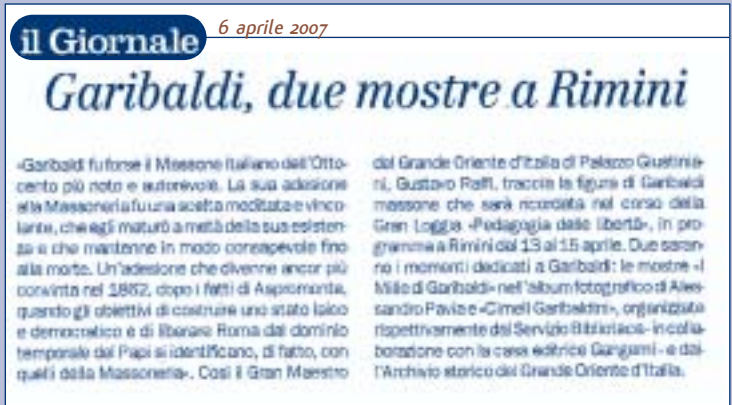 il Giornale
6 aprile 2007
Garibaldi, due mostre a Rimini
«Garibaldi fu forse il Massone italiano dell'Otto-
cento più noto e autorevole. La sua adesione
alla Massoneria fu una scelta meditata e vinco-
lante, che egli maturò a metà della sua esisten-
za e che mantenne in modo consapevole fino
alla morte. Un'adesione che divenne ancor più
convinta nel 1862, dopo i fatti di Aspromonte,
quando gli obiettivi di costruire uno stato laico
e democratico e di liberare Roma dal dominio
temporale dei Papi si identificano, di fatto, con
quelli della Massoneria». Così il Gran Maestro
del Grande Oriente d'Italia di Palazzo Giustinia-
ni, Gustavo Raffi, traccia la figura di Garibaldi
massone che sarà ricordata nel corso della
Gran Loggia «Pedagogia delle libertà», in pro-
gramma a Rimini dal 13 al 15 aprile. Due saran-
no i momenti dedicati a Garibaldi: le mostre «I
Mille di Garibaldi» nell'album fotografico di Ales-
sandro Pavia e «Cimeli Garibaldini», organizzate
rispettivamente dal Servizio Biblioteca - in colla-
borazione con la casa editrice Gangemi - e dal-
l'Archivio storico del Grande Oriente d'Italia.